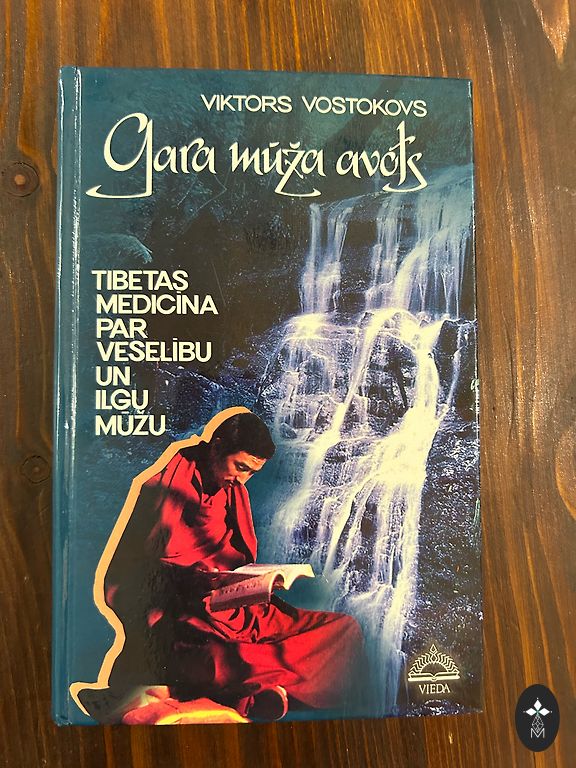 VIKTORS VOSTOKOVS
Gara mūža avots
TIBETAS
MEDICĪNA
PAR
VESELĪBU
UN
ILGU
MŪŽU
VIEDA
M